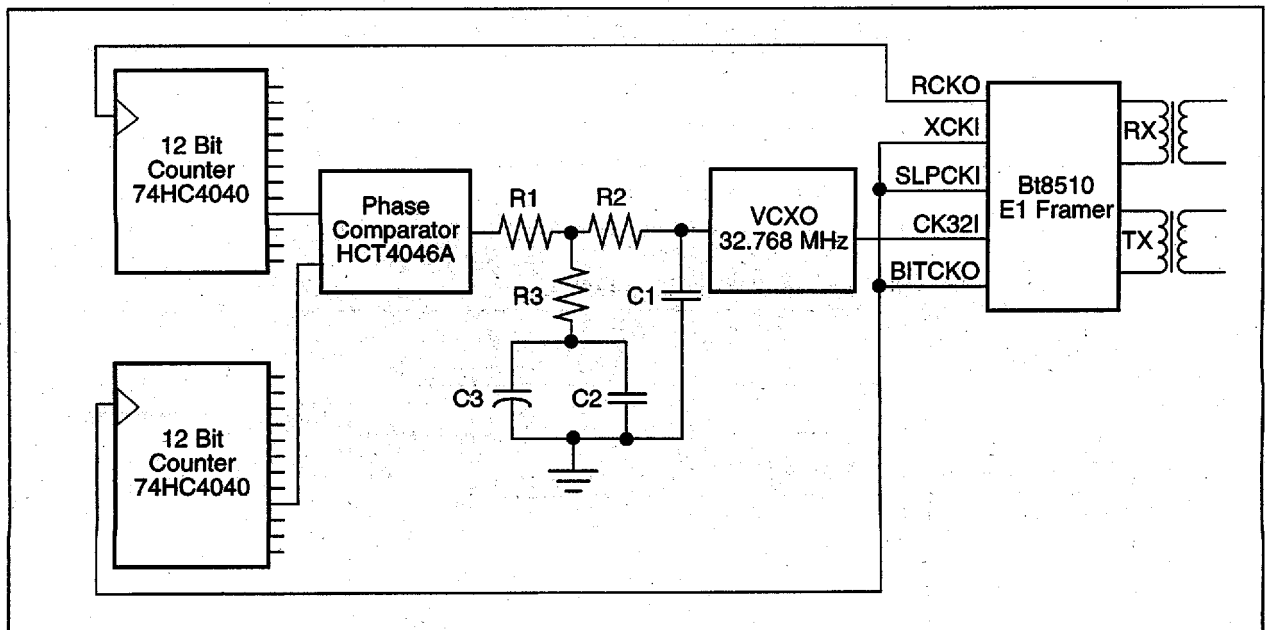 12 Bit
Counter
74HC4040
Phase
Comparator
HCT4046A
R1
R2
R3
C1
C3
C2
VCXO
32.768 MHz
RCKO
XCKI
SLPCKI
CK32I
BITCKO
Bt8510
E1 Framer
RX
TX
12 Bit
Counter
74HC4040